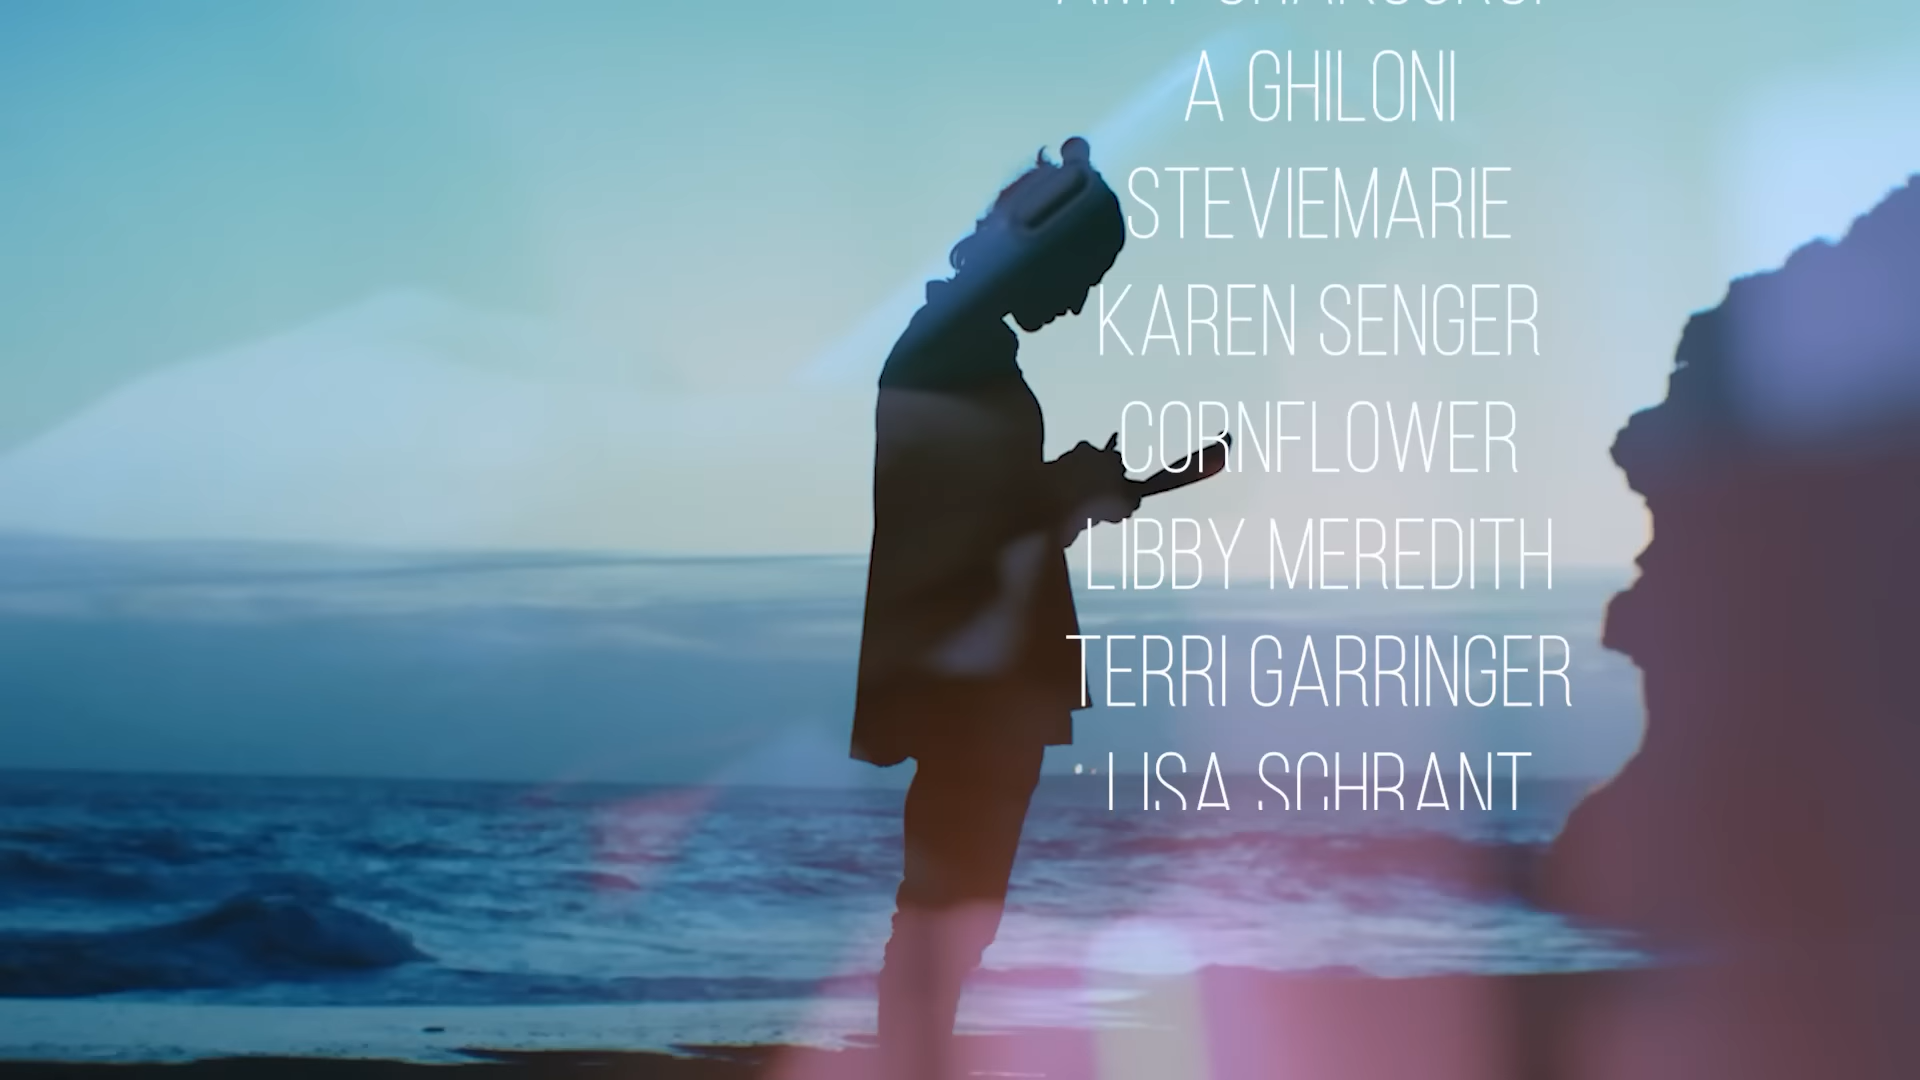 A GHILONI
STEVIEMARIE
KAREN SENGER
CORNFLOWER
LIBBY MEREDITH
TERRI GARRINGER
LISA SCHRANT